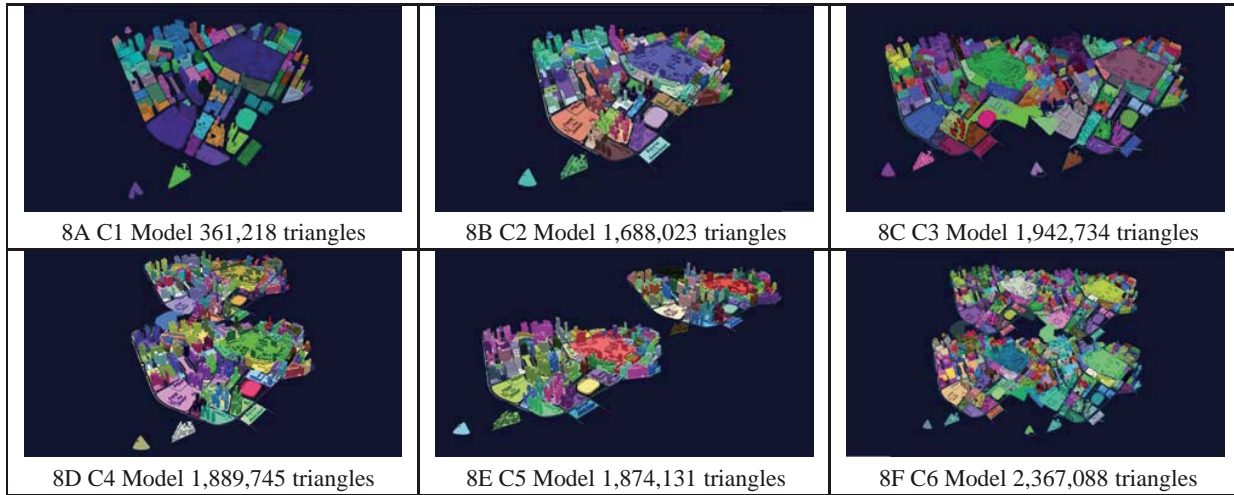 8A C1 Model 361,218 triangles
8B C2 Model 1,688,023 triangles
8C C3 Model 1,942,734 triangles
8D C4 Model 1,889,745 triangles
8E C5 Model 1,874,131 triangles
8F C6 Model 2,367,088 triangles